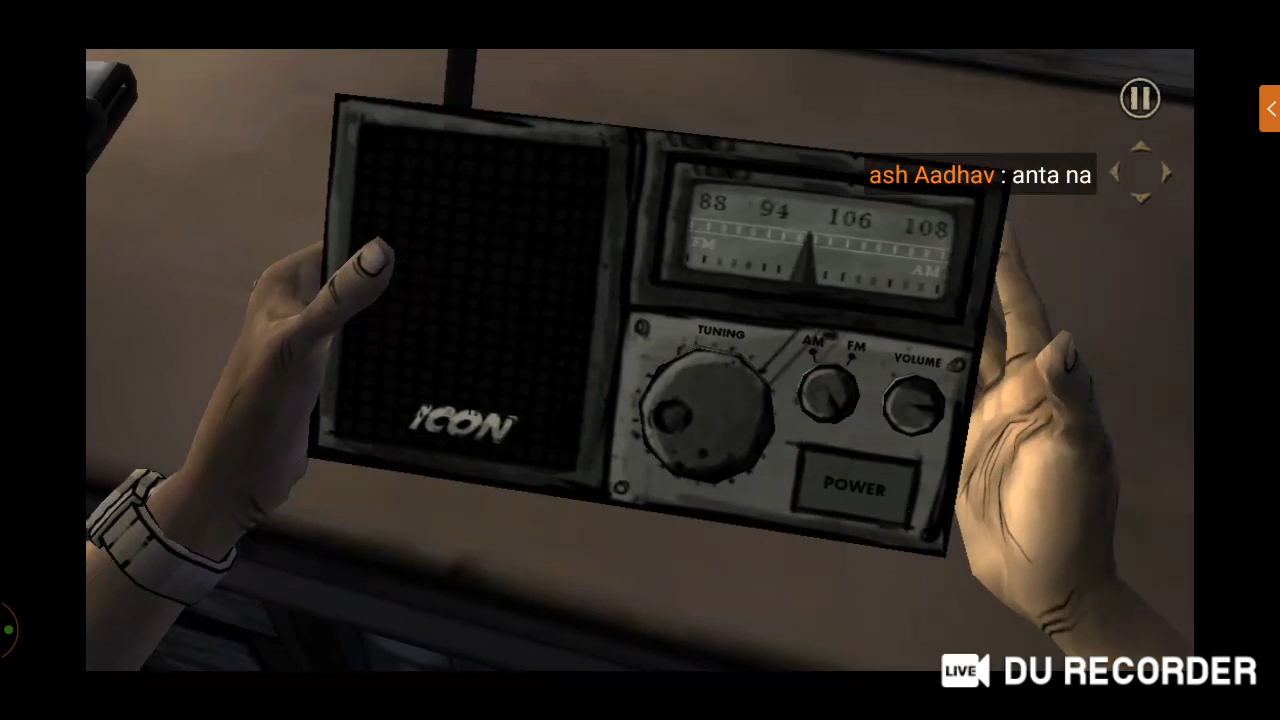 ash Aadhav : anta na
88 94 106 108
FM
AM
TUNING
AM
FM
VOLUME
ICON
POWER
LIVE
DU RECORDER